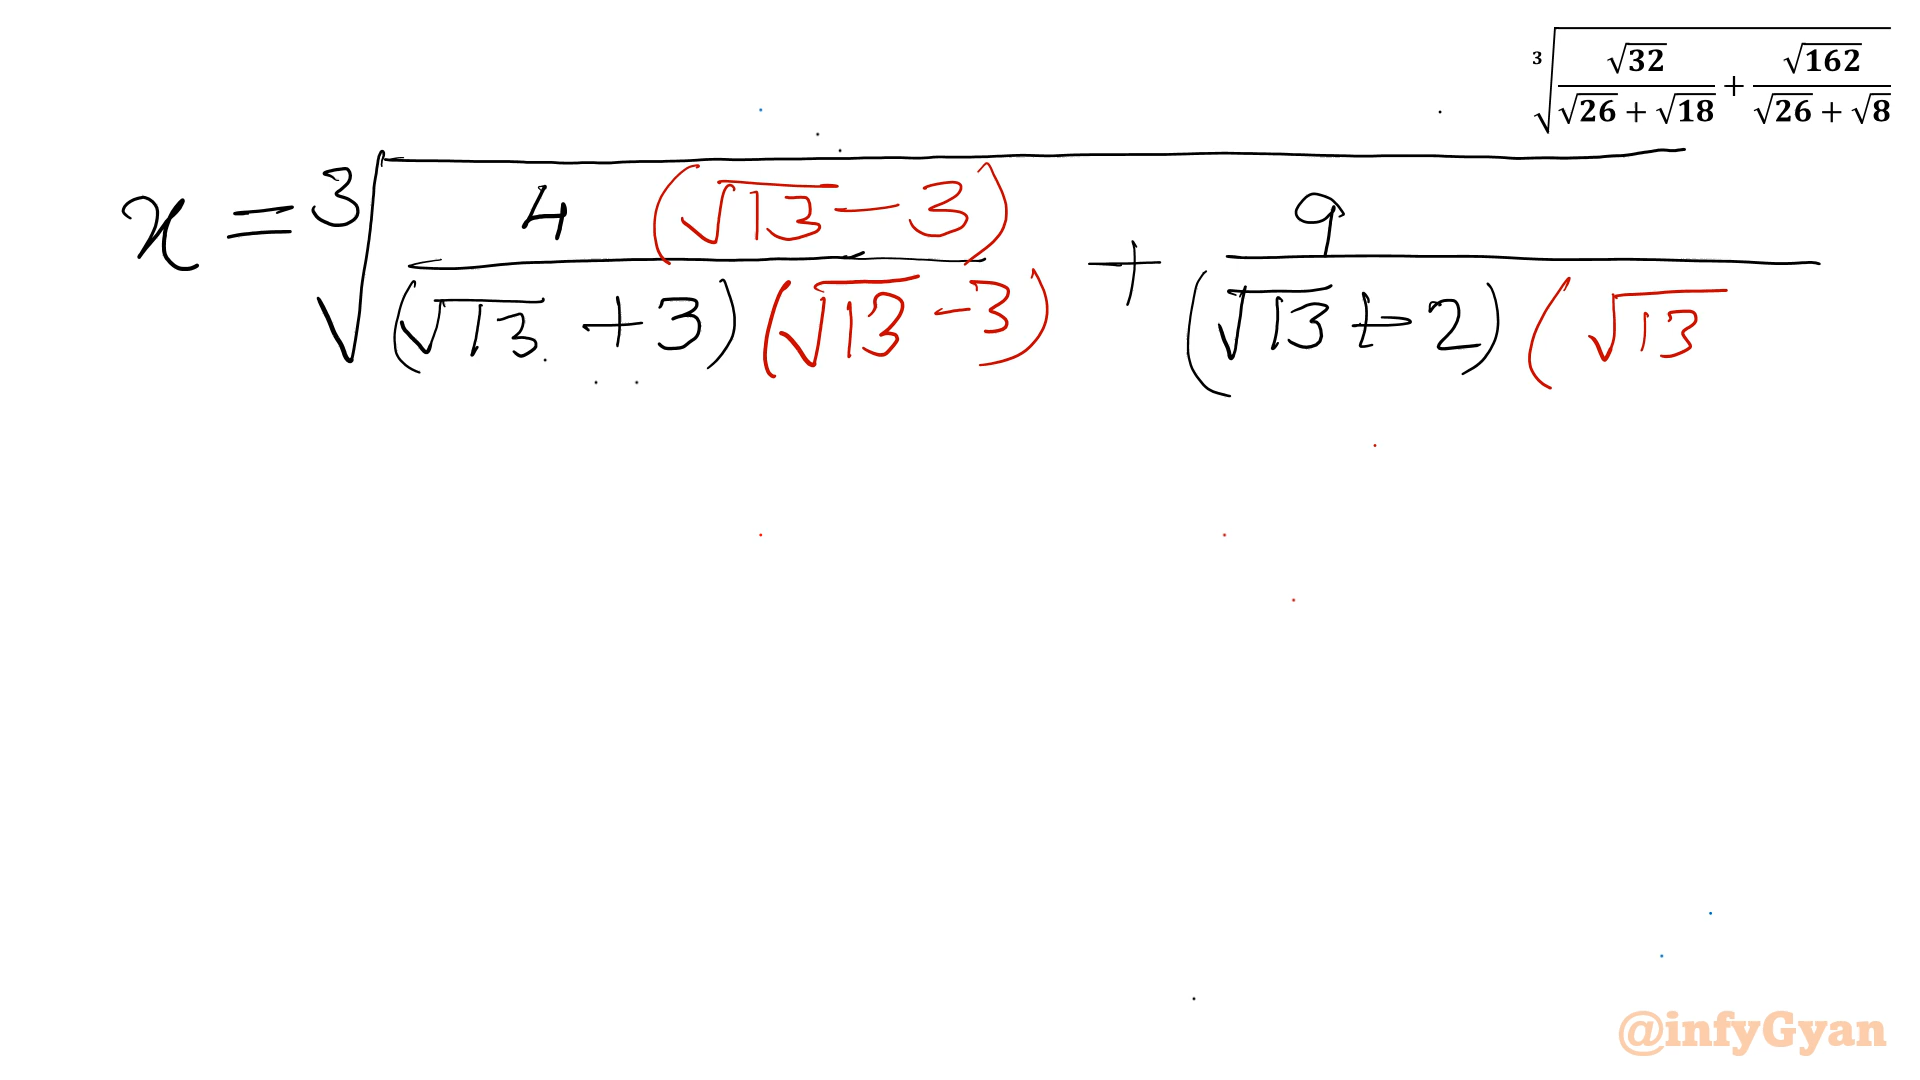 ∛(√32/(√26 + √18) + √162/(√26 + √8))
x = ∛(4(√13 − 3)/((√13 + 3)(√13 − 3)) + 9/((√13 + 2)(√13
@infyGyan